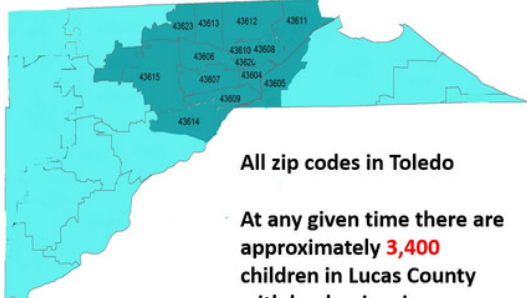 43623 43613 43612 43611
43606 43610 43608
43620
43615 43607 43604 43605
43609
43614
All zip codes in Toledo
At any given time there are
approximately 3,400
children in Lucas County